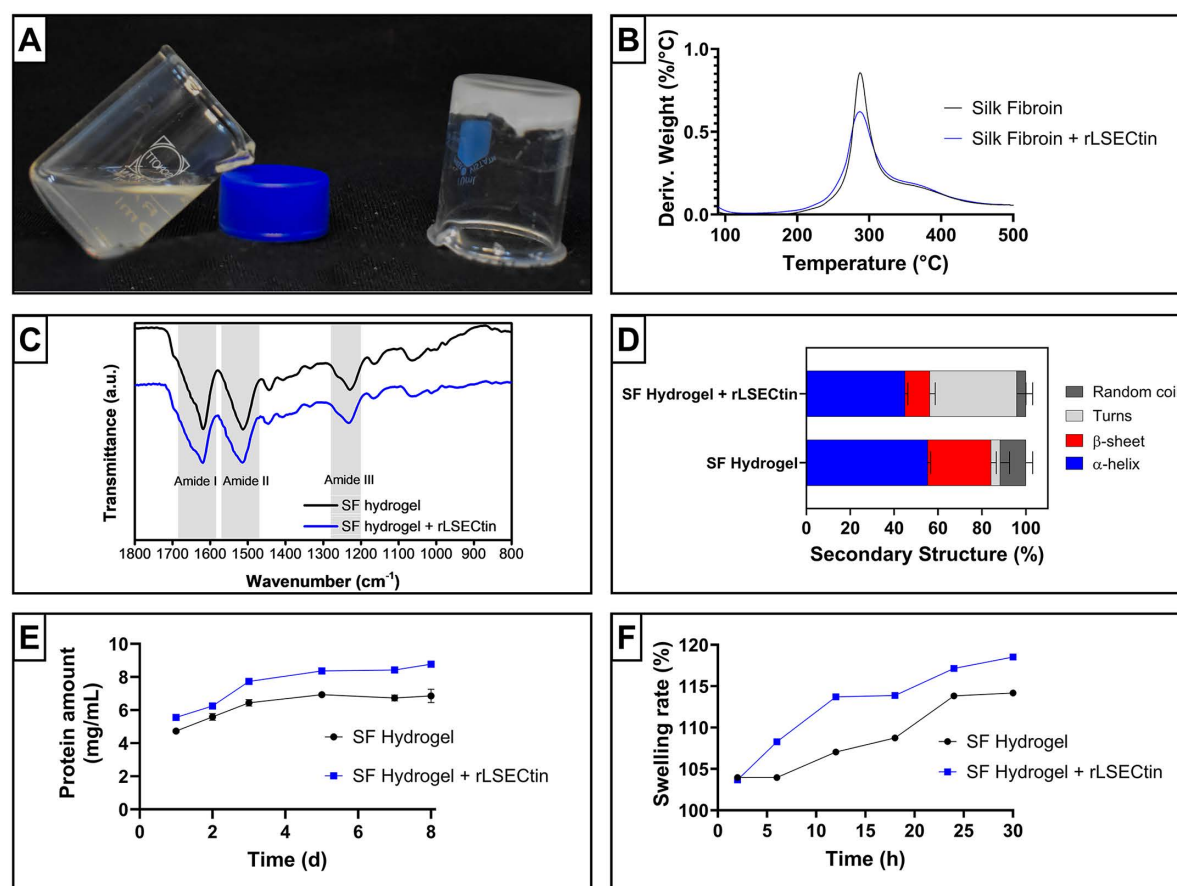 A
B
1.0
0.5
0.0
Deriv. Weight (%/°C)
100
200
300
400
500
Temperature (°C)
Silk Fibroin
Silk Fibroin + rLSECtin
C
Transmittance (a.u.)
Amide I
Amide II
Amide III
SF hydrogel
SF hydrogel + rLSECtin
1800 1700 1600 1500 1400 1300 1200 1100 1000 900 800
Wavenumber (cm⁻¹)
D
SF Hydrogel + rLSECtin
SF Hydrogel
0 20 40 60 80 100
Secondary Structure (%)
Random coi
Turns
β-sheet
α-helix
E
Protein amount
(mg/mL)
10
8
6
4
2
0
SF Hydrogel
SF Hydrogel + rLSECtin
0 2 4 6 8
Time (d)
F
Swelling rate (%)
120
115
110
105
100
SF Hydrogel
SF Hydrogel + rLSECtin
0 5 10 15 20 25 30
Time (h)